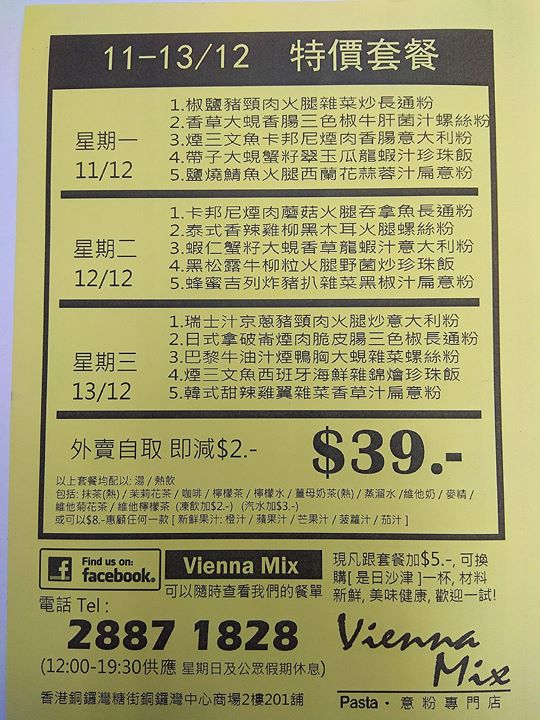 11-13/12 特價套餐
星期一
11/12
1.椒鹽豬頸肉火腿雜菜炒長通粉
2.香草大蜆香腸三色椒牛肝菌汁螺絲粉
3.煙三文魚卡邦尼煙肉香腸意大利粉
4.帶子大蜆蟹籽翠玉瓜龍蝦汁珍珠飯
5.鹽燒鯖魚火腿西蘭花蒜蓉汁扁意粉
星期二
12/12
1.卡邦尼煙肉蘑菇火腿吞拿魚長通粉
2.泰式香辣雞柳黑木耳火腿螺絲粉
3.蝦仁蟹籽大蜆香草龍蝦汁意大利粉
4.黑松露牛柳粒火腿野菌炒珍珠飯
5.蜂蜜吉列炸豬扒雜菜黑椒汁扁意粉
星期三
13/12
1.瑞士汁京蔥豬頸肉火腿炒意大利粉
2.日式拿破崙煙肉脆皮腸三色椒長通粉
3.巴黎牛油汁煙鴨胸大蜆雜菜螺絲粉
4.煙三文魚西班牙海鮮雜錦燴珍珠飯
5.韓式甜辣雞翼雜菜香草汁扁意粉
外賣自取 即減$2.-
$39.-
以上套餐均配以: 湯 / 熱飲
包括: 抹茶(熱) / 茉莉花茶 / 咖啡 / 檸檬茶 / 檸檬水 / 薑母奶茶(熱) / 蒸溜水 /維他奶 / 麥精 /
維他菊花茶 / 維他檸檬茶 (凍飲加$2.-) (汽水加$3.-)
或可以$8.-惠顧任何一款 [ 新鮮果汁: 橙汁 / 蘋果汁 / 芒果汁 / 菠蘿汁 / 茄汁 ]
f Find us on:
facebook.
Vienna Mix
可以隨時查看我們的餐單
現凡跟套餐加$5.-, 可換
購[ 是日沙津 ]一杯, 材料
新鮮, 美味健康, 歡迎一試!
電話 Tel :
2887 1828
(12:00-19:30供應 星期日及公眾假期休息)
香港銅鑼灣糖街銅鑼灣中心商場2樓201舖
Vienna
Mix
Pasta · 意粉專門店